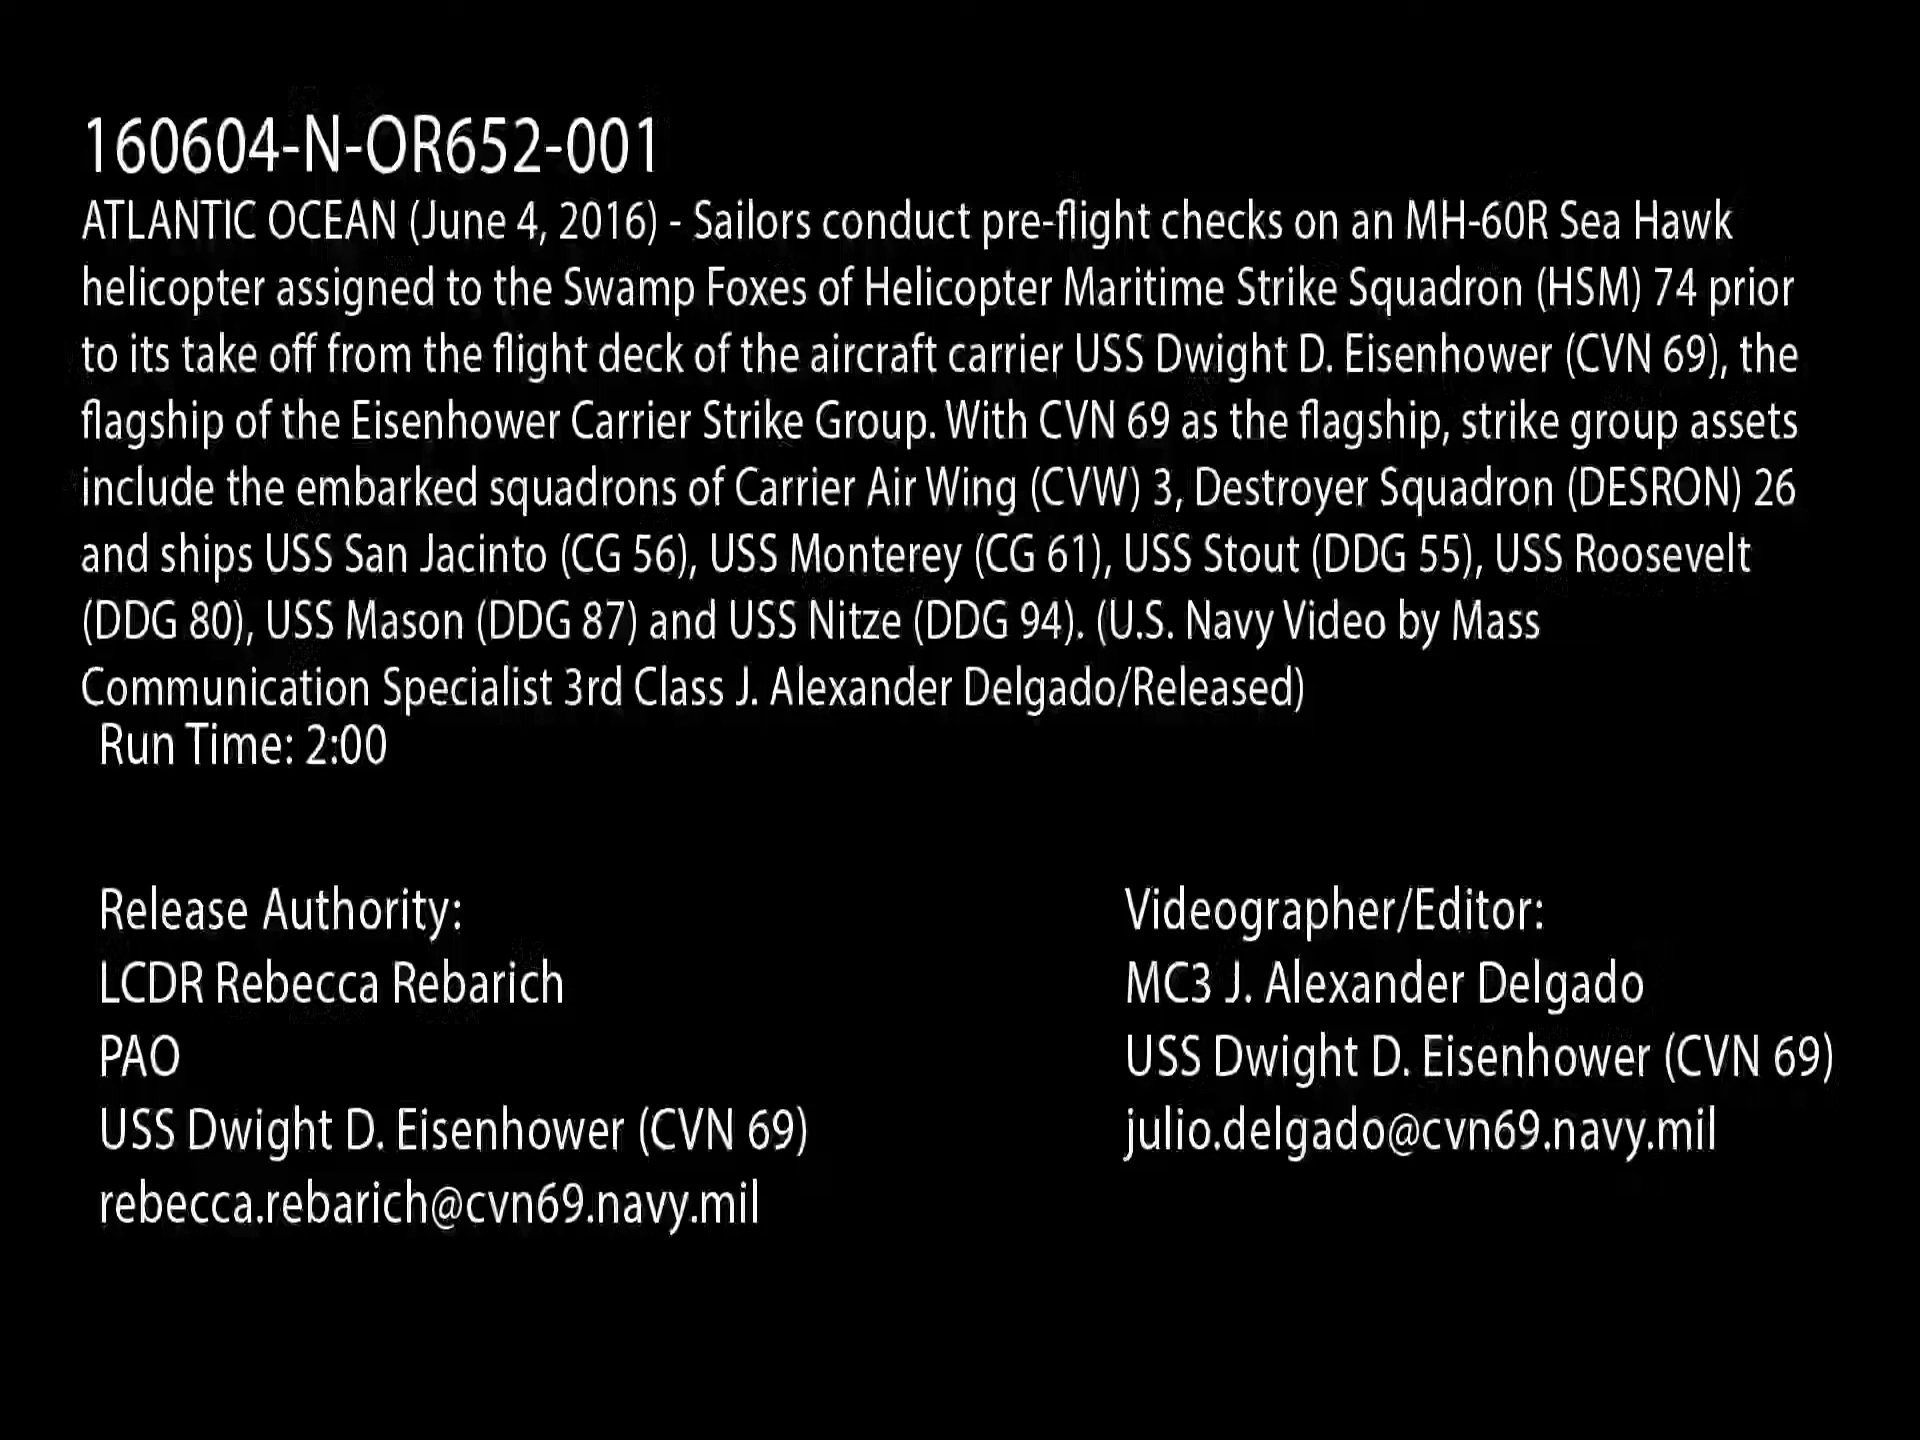 160604-N-OR652-001
ATLANTIC OCEAN (June 4, 2016) - Sailors conduct pre-flight checks on an MH-60R Sea Hawk
helicopter assigned to the Swamp Foxes of Helicopter Maritime Strike Squadron (HSM) 74 prior
to its take off from the flight deck of the aircraft carrier USS Dwight D. Eisenhower (CVN 69), the
flagship of the Eisenhower Carrier Strike Group. With CVN 69 as the flagship, strike group assets
include the embarked squadrons of Carrier Air Wing (CVW) 3, Destroyer Squadron (DESRON) 26
and ships USS San Jacinto (CG 56), USS Monterey (CG 61), USS Stout (DDG 55), USS Roosevelt
(DDG 80), USS Mason (DDG 87) and USS Nitze (DDG 94). (U.S. Navy Video by Mass
Communication Specialist 3rd Class J. Alexander Delgado/Released)
Run Time: 2:00
Release Authority:
LCDR Rebecca Rebarich
PAO
USS Dwight D. Eisenhower (CVN 69)
rebecca.rebarich@cvn69.navy.mil
Videographer/Editor:
MC3 J. Alexander Delgado
USS Dwight D. Eisenhower (CVN 69)
julio.delgado@cvn69.navy.mil